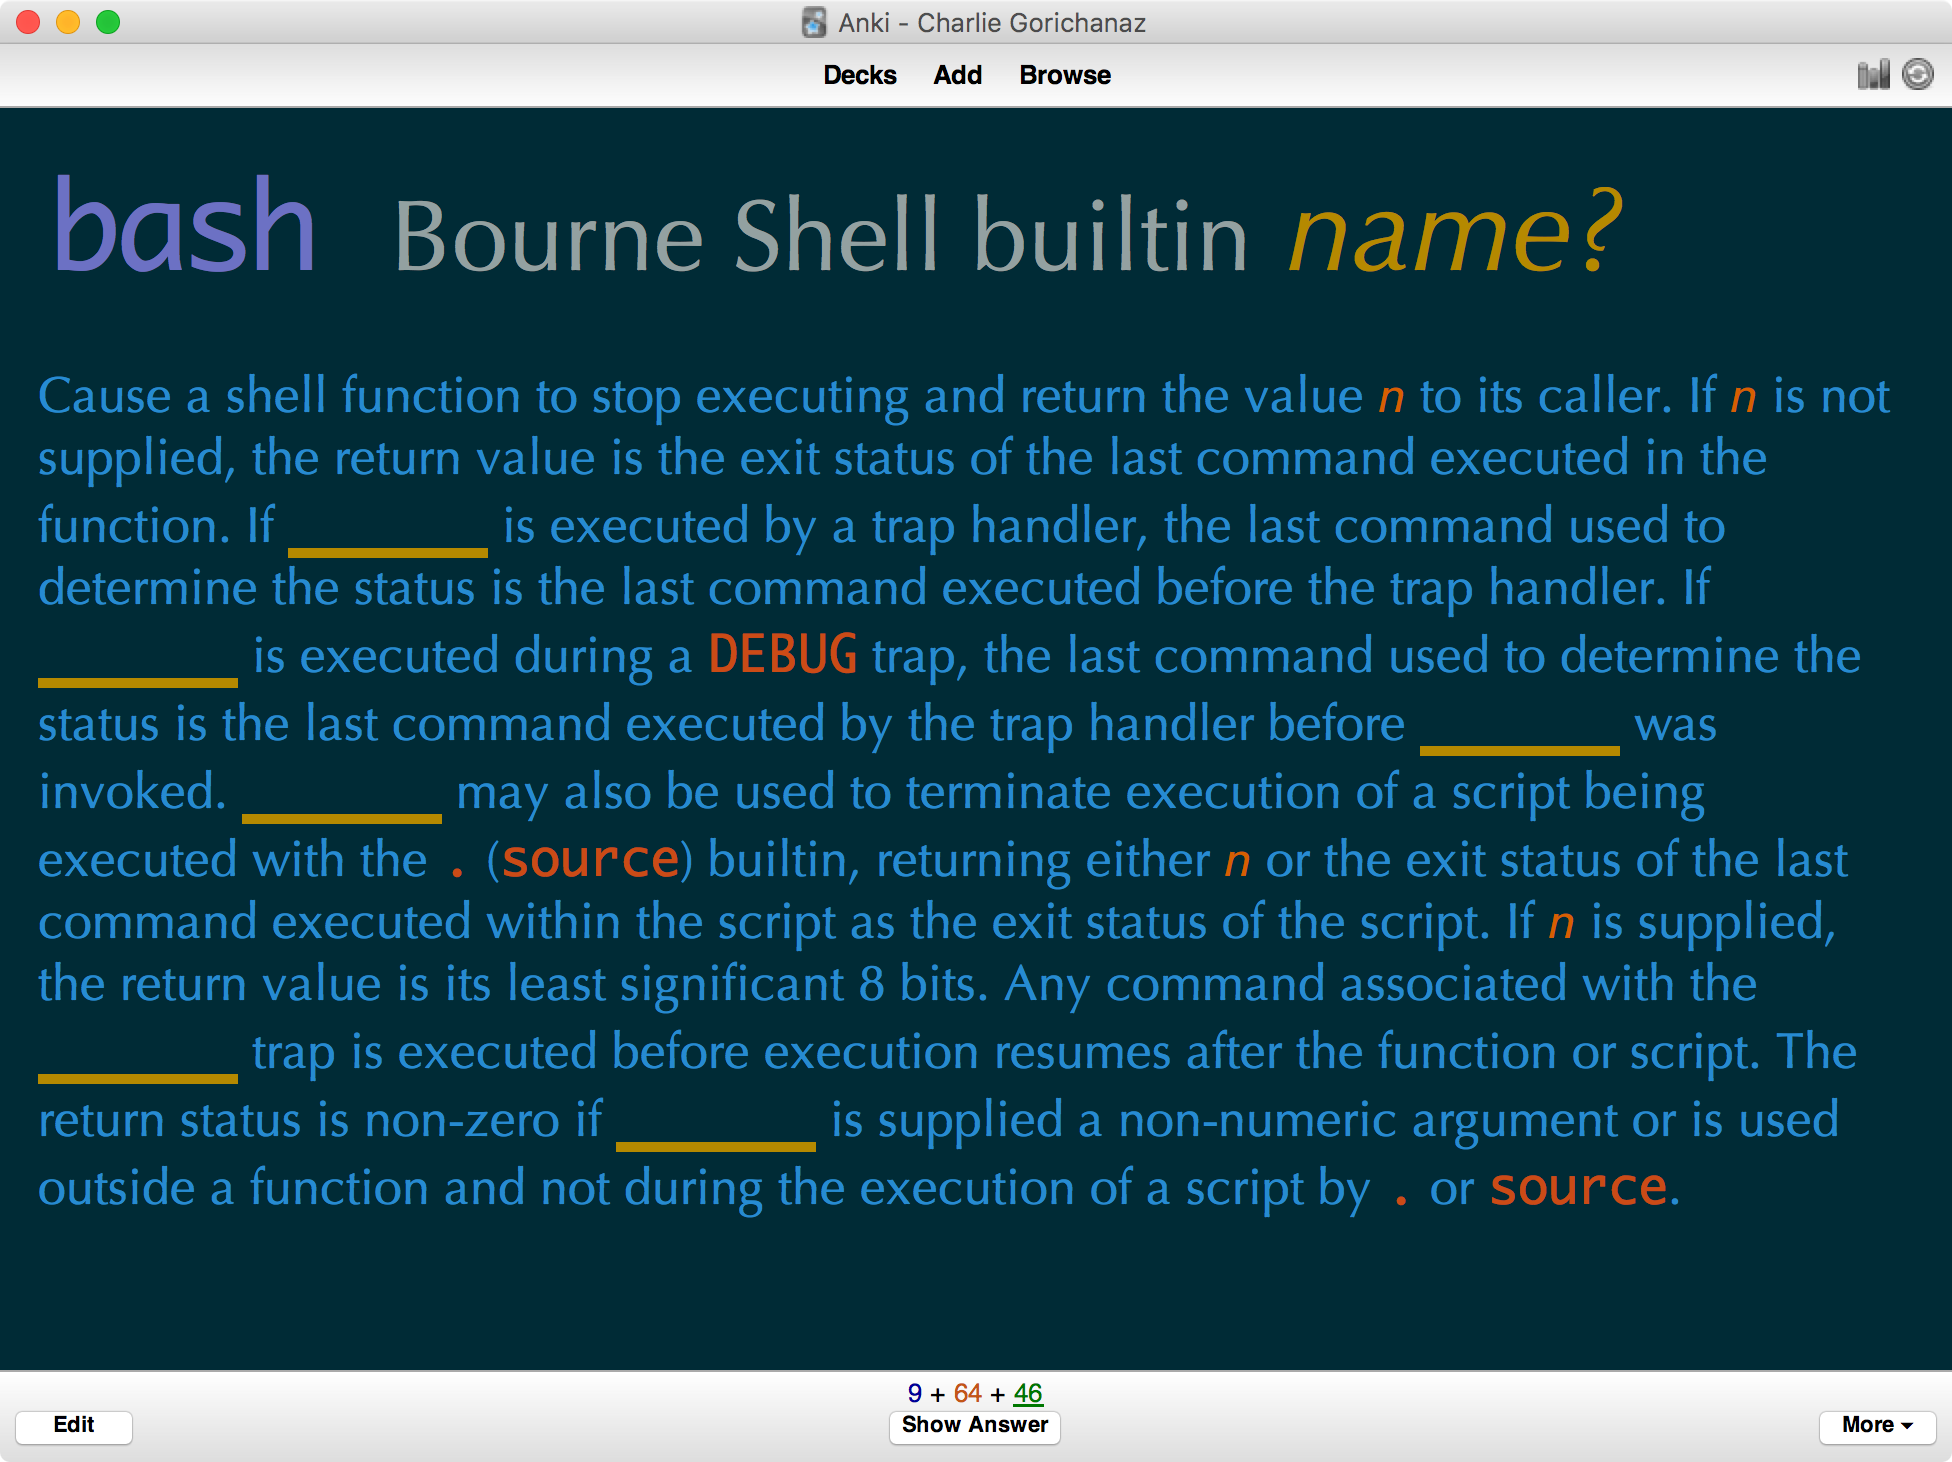 Anki - Charlie Gorichanaz
Decks Add Browse
bash Bourne Shell builtin name?
Cause a shell function to stop executing and return the value n to its caller. If n is not
supplied, the return value is the exit status of the last command executed in the
function. If ________ is executed by a trap handler, the last command used to
determine the status is the last command executed before the trap handler. If
________ is executed during a DEBUG trap, the last command used to determine the
status is the last command executed by the trap handler before ________ was
invoked. ________ may also be used to terminate execution of a script being
executed with the . (source) builtin, returning either n or the exit status of the last
command executed within the script as the exit status of the script. If n is supplied,
the return value is its least significant 8 bits. Any command associated with the
________ trap is executed before execution resumes after the function or script. The
return status is non-zero if ________ is supplied a non-numeric argument or is used
outside a function and not during the execution of a script by . or source.
9 + 64 + 46
Edit Show Answer More